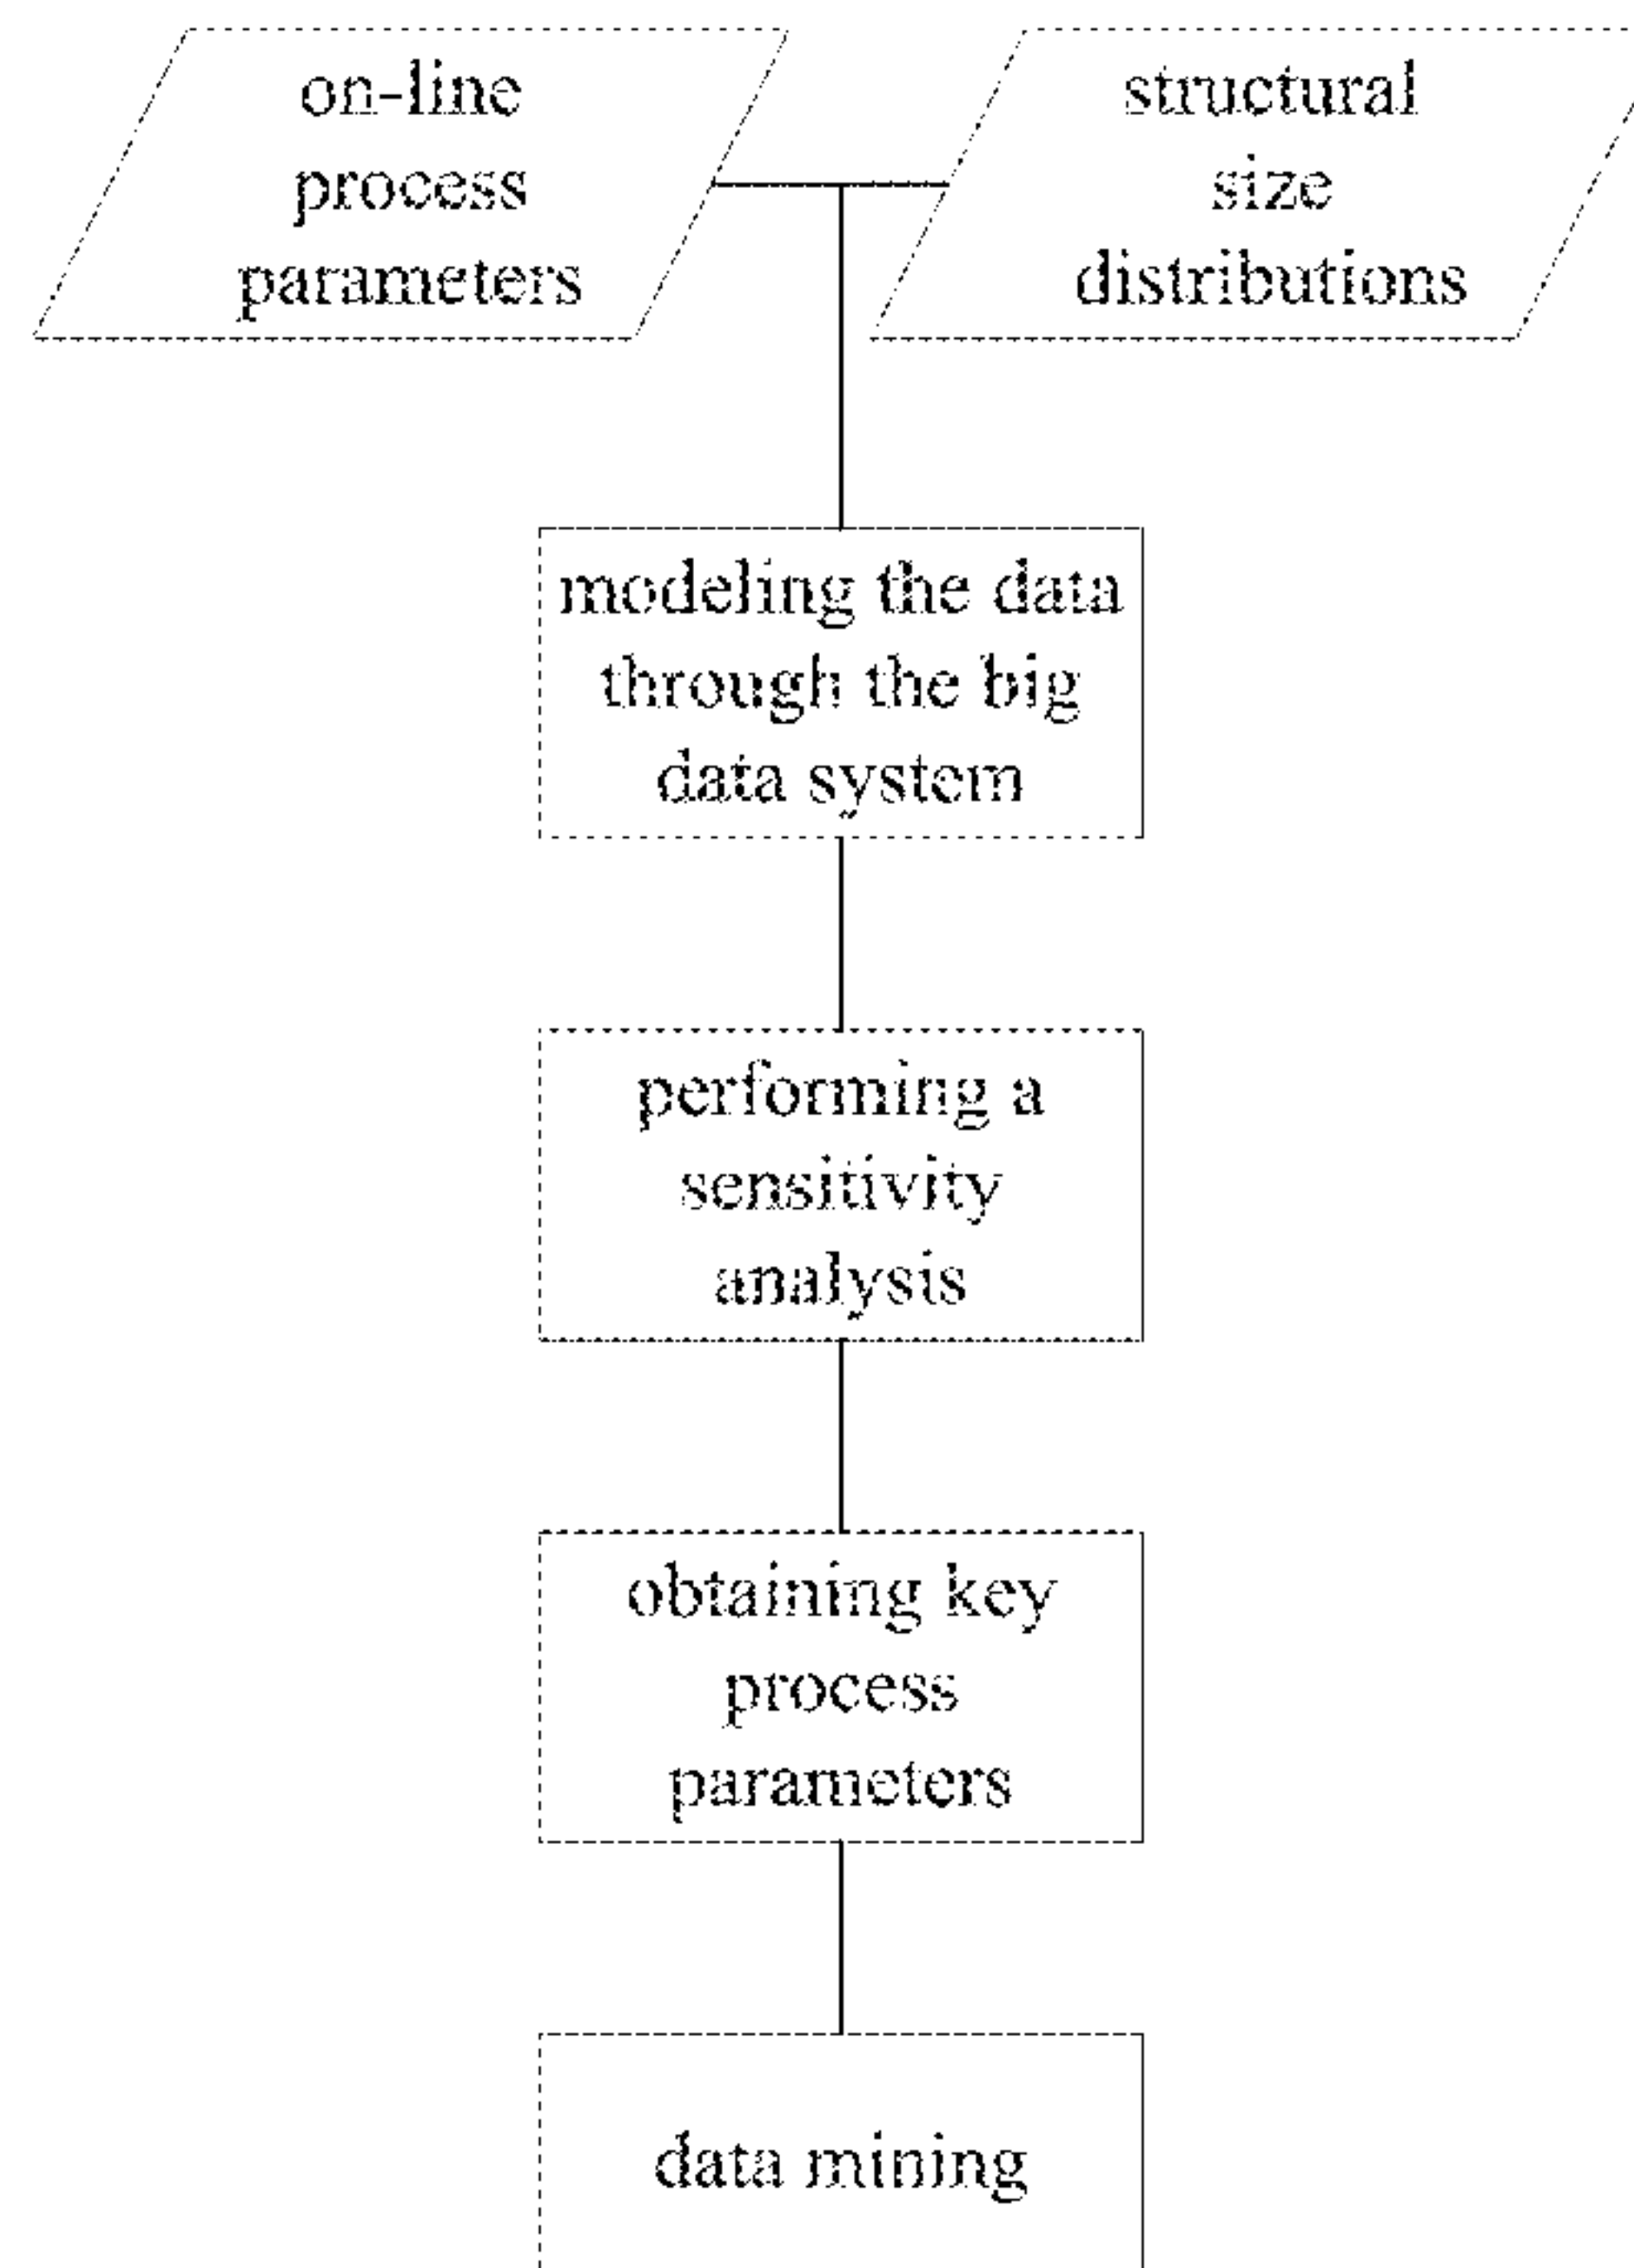 on-line
process
parameters
structural
size
distributions
modeling the data
through the big
data system
performing a
sensitivity
analysis
obtaining key
process
parameters
data mining